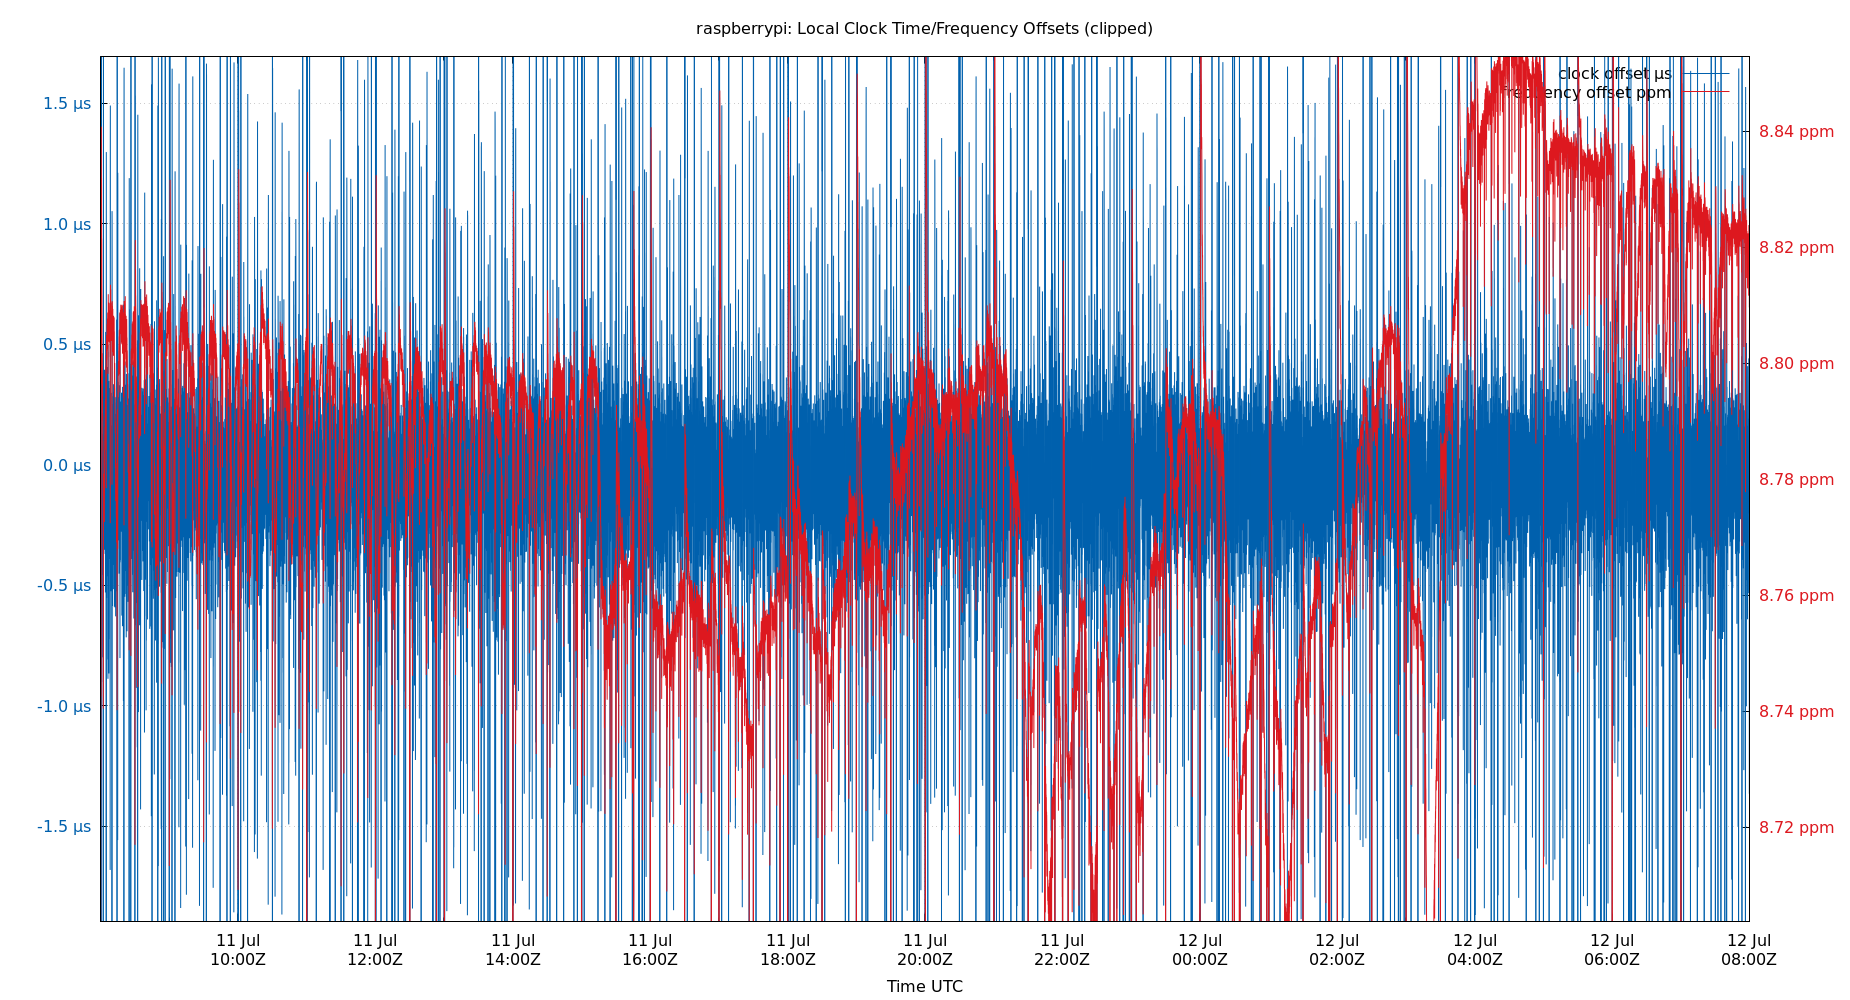 raspberrypi: Local Clock Time/Frequency Offsets (clipped)
clock offset µs
frequency offset ppm
1.5 µs
1.0 µs
0.5 µs
0.0 µs
-0.5 µs
-1.0 µs
-1.5 µs
8.84 ppm
8.82 ppm
8.80 ppm
8.78 ppm
8.76 ppm
8.74 ppm
8.72 ppm
11 Jul 11 Jul 11 Jul 11 Jul 11 Jul 11 Jul 11 Jul 12 Jul 12 Jul 12 Jul 12 Jul 12 Jul
10:00Z 12:00Z 14:00Z 16:00Z 18:00Z 20:00Z 22:00Z 00:00Z 02:00Z 04:00Z 06:00Z 08:00Z
Time UTC